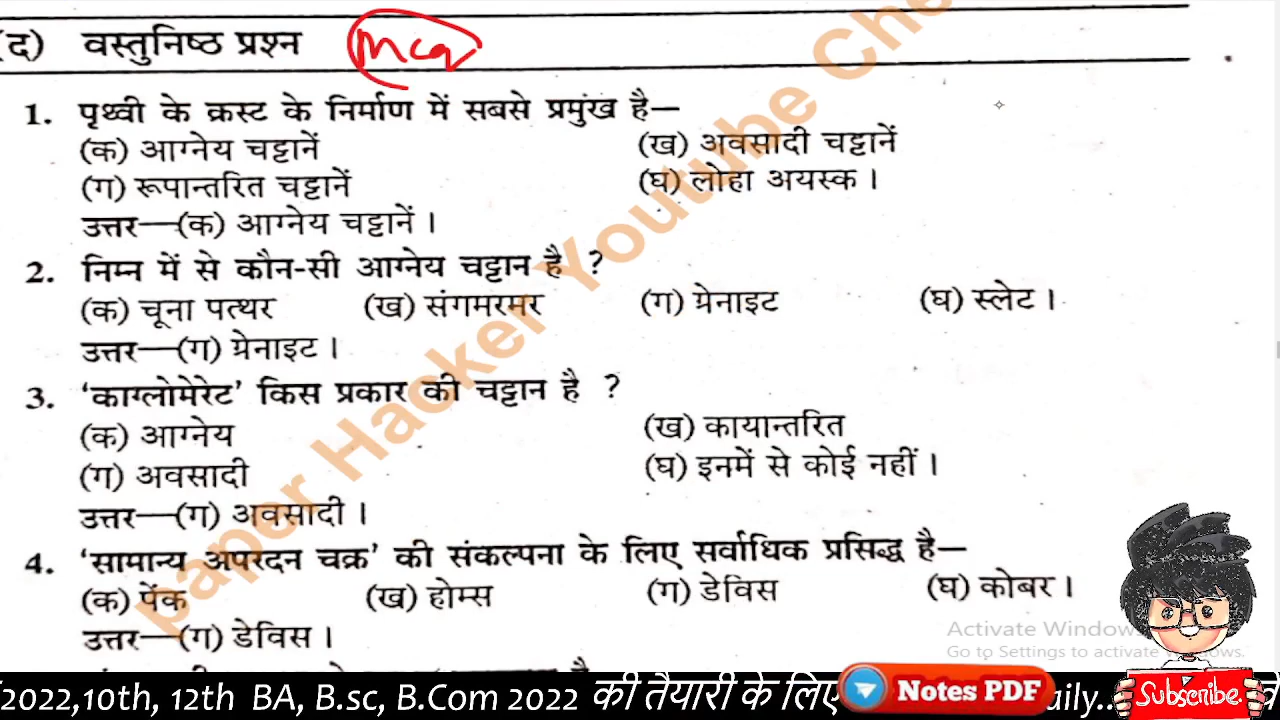 (द) वस्तुनिष्ठ प्रश्न mcq
1. पृथ्वी के क्रस्ट के निर्माण में सबसे प्रमुंख है—
(क) आग्नेय चट्टानें (ख) अवसादी चट्टानें
(ग) रूपान्तरित चट्टानें (घ) लोहा अयस्क।
उत्तर—(क) आग्नेय चट्टानें।
2. निम्न में से कौन-सी आग्नेय चट्टान है ?
(क) चूना पत्थर (ख) संगमरमर (ग) ग्रेनाइट (घ) स्लेट।
उत्तर—(ग) ग्रेनाइट।
3. ‘काग्लोमेरेट’ किस प्रकार की चट्टान है ?
(क) आग्नेय (ख) कायान्तरित
(ग) अवसादी (घ) इनमें से कोई नहीं।
उत्तर—(ग) अवसादी।
4. ‘सामान्य अपरदन चक्र’ की संकल्पना के लिए सर्वाधिक प्रसिद्ध है—
(क) पेंक (ख) होम्स (ग) डेविस (घ) कोबर।
उत्तर—(ग) डेविस।
paper Hacker Youtube Che
Activate Windows
Go to Settings to activate Windows.
2022,10th, 12th BA, B.sc, B.Com 2022 की तैयारी के लिए Notes PDF aily..
Subscribe